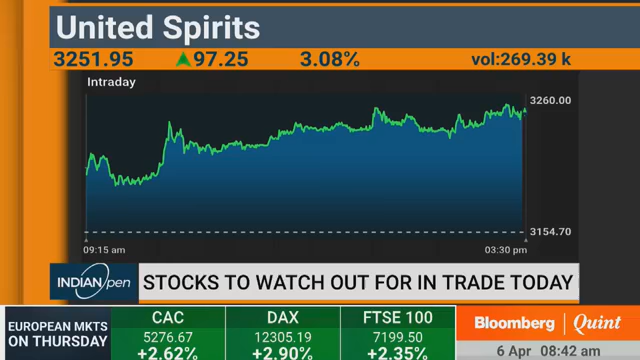 United Spirits
3251.95 97.25 3.08% vol:269.39 k
Intraday
3260.00
3154.70
09:15 am 03:30 pm
INDIAN Open STOCKS TO WATCH OUT FOR IN TRADE TODAY
EUROPEAN MKTS
ON THURSDAY
CAC
5276.67
+2.62%
DAX
12305.19
+2.90%
FTSE 100
7199.50
+2.35%
Bloomberg | Quint
6 Apr 08:42 am